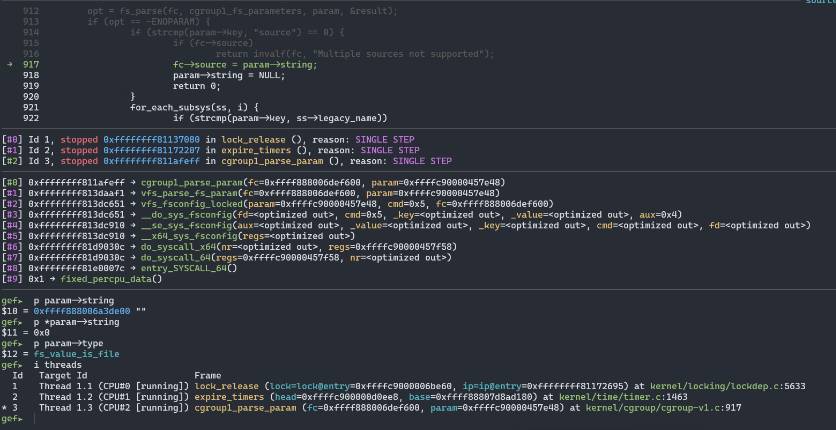 source
912 opt = fs_parse(fc, cgroup1_fs_parameters, param, &result);
913 if (opt == -ENOPARAM) {
914 if (strcmp(param→key, "source") == 0) {
915 if (fc→source)
916 return invalf(fc, "Multiple sources not supported");
→ 917 fc→source = param→string;
918 param→string = NULL;
919 return 0;
920 }
921 for_each_subsys(ss, i) {
922 if (strcmp(param→key, ss→legacy_name))
[#0] Id 1, stopped 0xffffffff81137080 in lock_release (), reason: SINGLE STEP
[#1] Id 2, stopped 0xffffffff81172207 in expire_timers (), reason: SINGLE STEP
[#2] Id 3, stopped 0xffffffff811afeff in cgroup1_parse_param (), reason: SINGLE STEP
[#0] 0xffffffff811afeff → cgroup1_parse_param(fc=0xffff888006def600, param=0xffffc90000457e48)
[#1] 0xffffffff813daaf1 → vfs_parse_fs_param(fc=0xffff888006def600, param=0xffffc90000457e48)
[#2] 0xffffffff813dc651 → vfs_fsconfig_locked(param=0xffffc90000457e48, cmd=0x5, fc=0xffff888006def600)
[#3] 0xffffffff813dc651 → __do_sys_fsconfig(fd=<optimized out>, cmd=0x5, _key=<optimized out>, _value=<optimized out>, aux=0x4)
[#4] 0xffffffff813dc910 → __se_sys_fsconfig(aux=<optimized out>, _value=<optimized out>, _key=<optimized out>, cmd=<optimized out>, fd=<optimized out>)
[#5] 0xffffffff813dc910 → __x64_sys_fsconfig(regs=<optimized out>)
[#6] 0xffffffff81d9030c → do_syscall_x64(nr=<optimized out>, regs=0xffffc90000457f58)
[#7] 0xffffffff81d9030c → do_syscall_64(regs=0xffffc90000457f58, nr=<optimized out>)
[#8] 0xffffffff81e0007c → entry_SYSCALL_64()
[#9] 0x1 → fixed_percpu_data()
gef➤ p param→string
$10 = 0xffff888006a3de00 ""
gef➤ p *param→string
$11 = 0x0
gef➤ p param→type
$12 = fs_value_is_file
gef➤ i threads
Id Target Id Frame
1 Thread 1.1 (CPU#0 [running]) lock_release (lock=lock@entry=0xffffc9000006be60, ip=ip@entry=0xffffffff81172695) at kernel/locking/lockdep.c:5633
2 Thread 1.2 (CPU#1 [running]) expire_timers (head=0xffffc900000d0ee8, base=0xffff88807d8ad180) at kernel/time/timer.c:1463
* 3 Thread 1.3 (CPU#2 [running]) cgroup1_parse_param (fc=0xffff888006def600, param=0xffffc90000457e48) at kernel/cgroup/cgroup-v1.c:917
gef➤